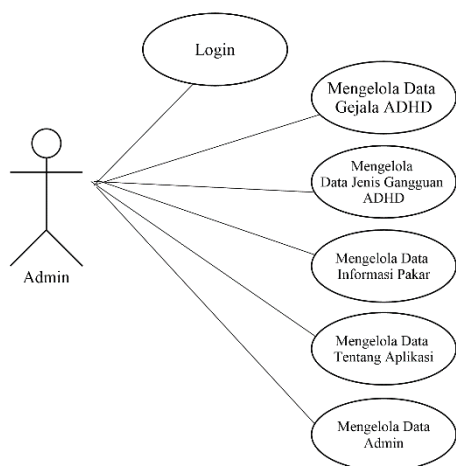 Login
Mengelola Data
Gejala ADHD
Mengelola
Data Jenis Gangguan
ADHD
Mengelola Data
Informasi Pakar
Admin
Mengelola Data
Tentang Aplikasi
Mengelola Data
Admin